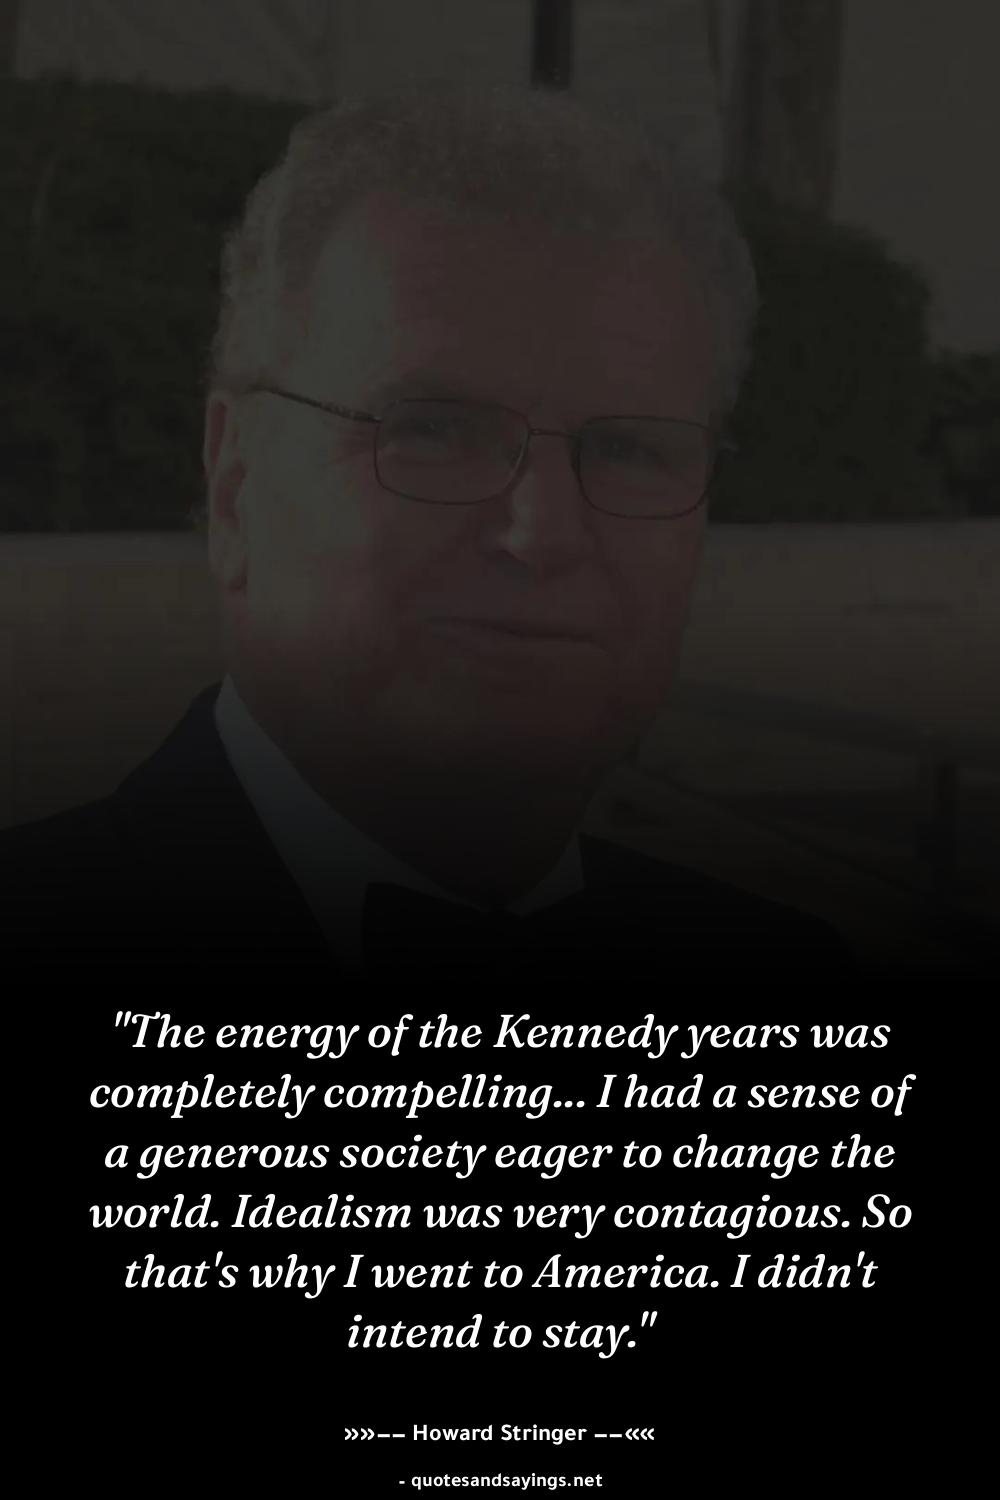 "The energy of the Kennedy years was
completely compelling... I had a sense of
a generous society eager to change the
world. Idealism was very contagious. So
that's why I went to America. I didn't
intend to stay."
»»−− Howard Stringer −−««
- quotesandsayings.net